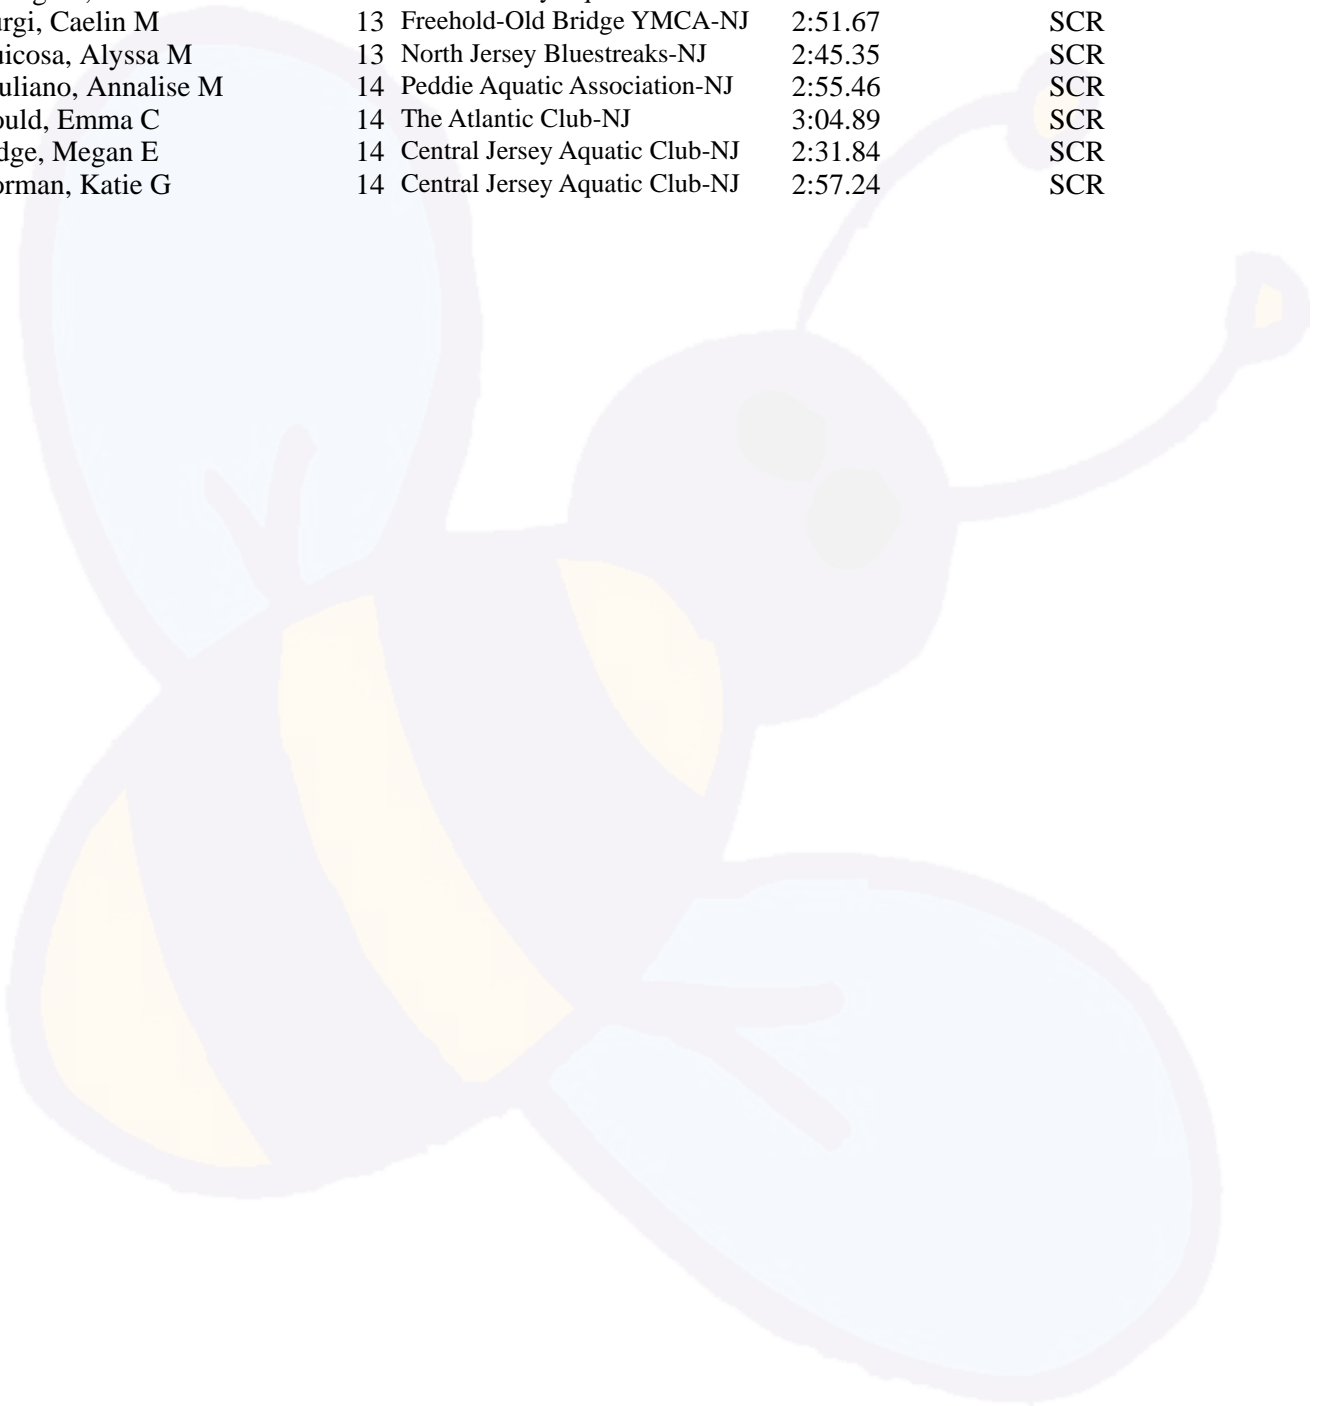 urgi, Caelin M 13 Freehold-Old Bridge YMCA-NJ 2:51.67 SCR
uicosa, Alyssa M 13 North Jersey Bluestreaks-NJ 2:45.35 SCR
uliano, Annalise M 14 Peddie Aquatic Association-NJ 2:55.46 SCR
ould, Emma C 14 The Atlantic Club-NJ 3:04.89 SCR
dge, Megan E 14 Central Jersey Aquatic Club-NJ 2:31.84 SCR
orman, Katie G 14 Central Jersey Aquatic Club-NJ 2:57.24 SCR